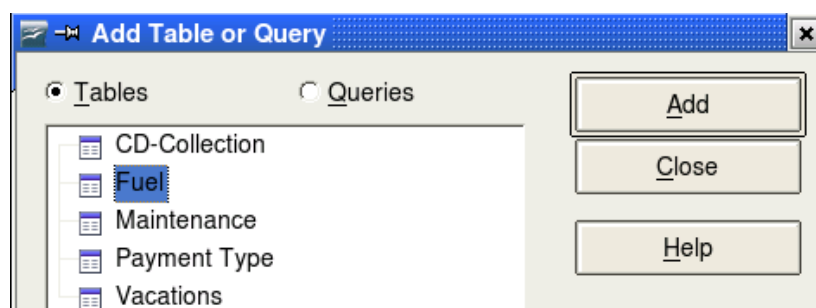 Add Table or Query
Tables
Queries
Add
CD-Collection
Fuel
Close
Maintenance
Payment Type
Help
Vacations